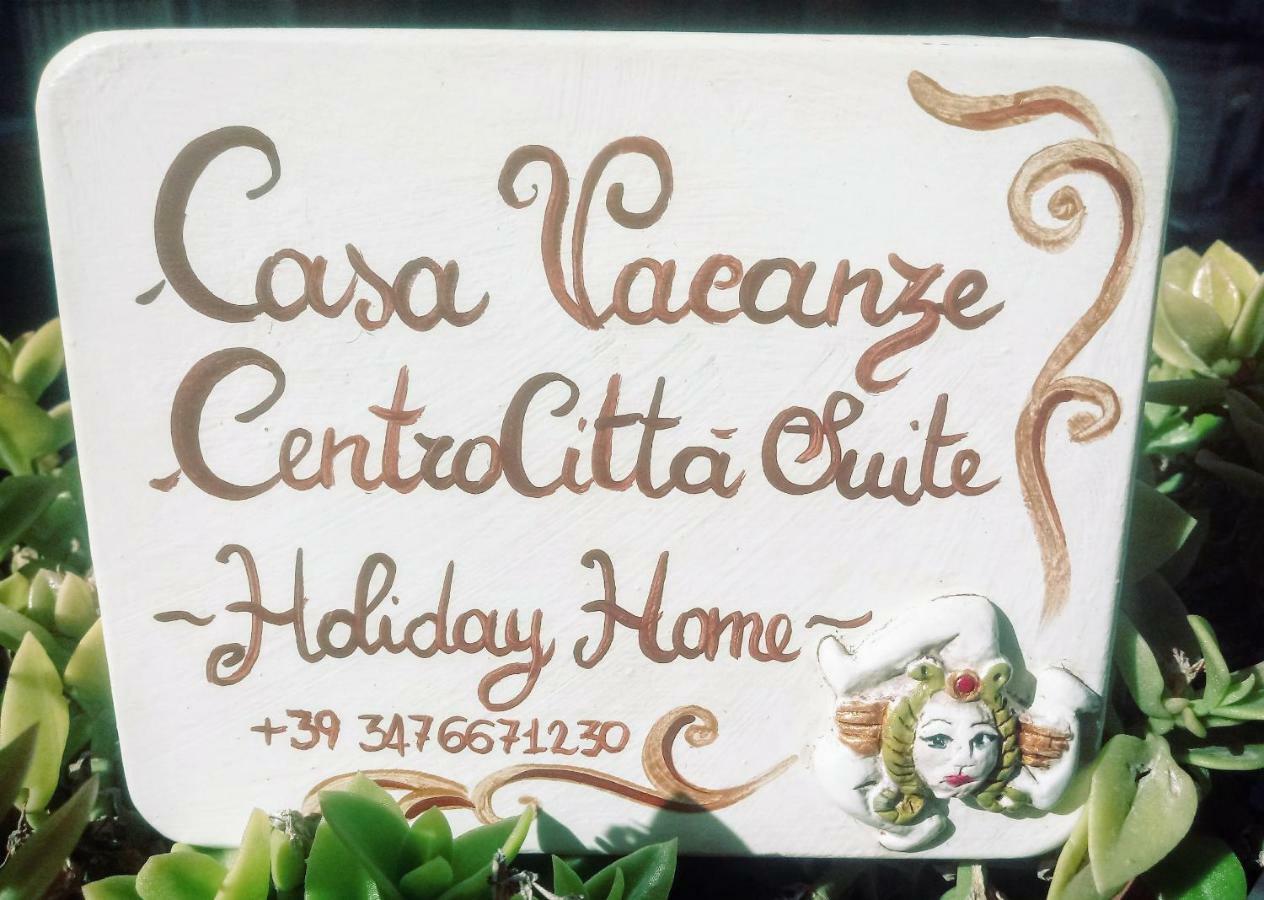 Casa Vacanze
CentroCittà Suite
~Holiday Home~
+39 3476671230